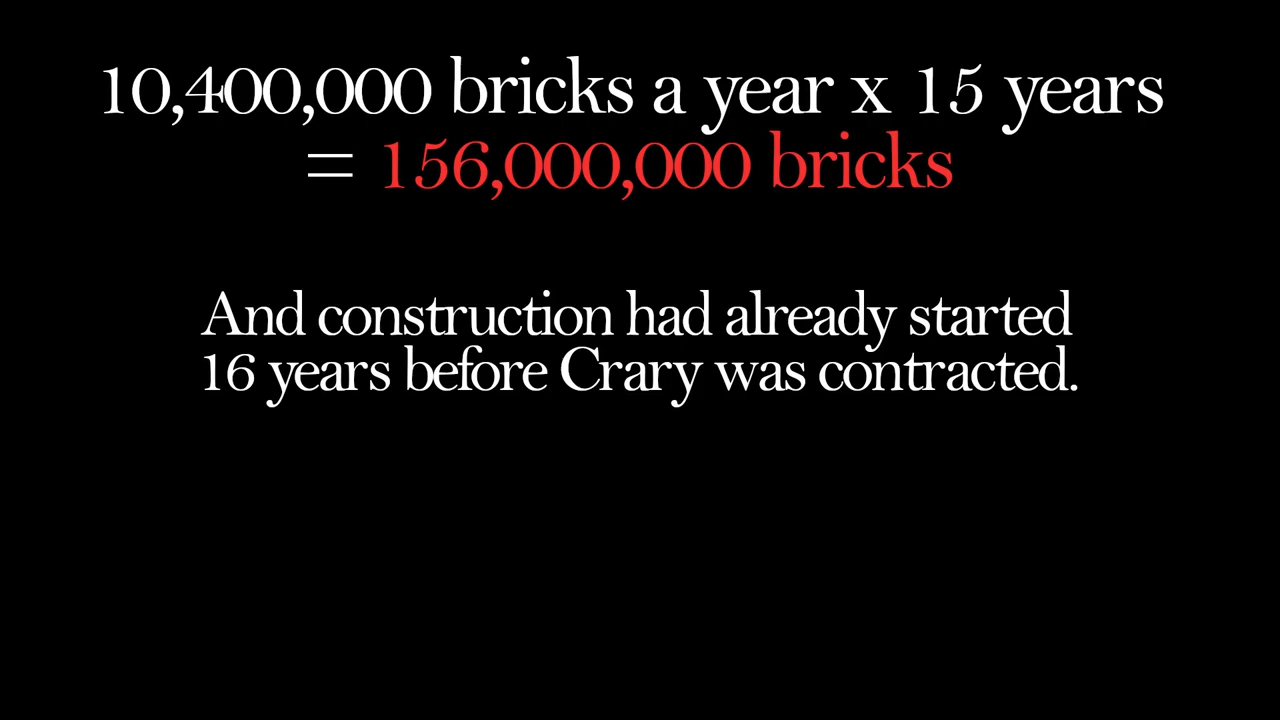 10,400,000 bricks a year x 15 years
= 156,000,000 bricks
And construction had already started
16 years before Crary was contracted.